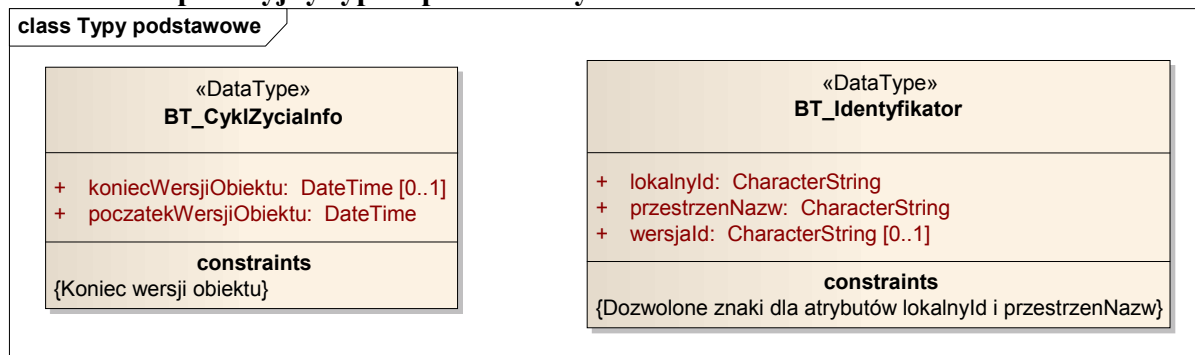 class Typy podstawowe
«DataType»
BT_CyklZyciaInfo
+ koniecWersjiObiektu: DateTime [0..1]
+ poczatekWersjiObiektu: DateTime
constraints
{Koniec wersji obiektu}
«DataType»
BT_Identyfikator
+ lokalnyId: CharacterString
+ przestrzenNazw: CharacterString
+ wersjaId: CharacterString [0..1]
constraints
{Dozwolone znaki dla atrybutów lokalnyId i przestrzenNazw}